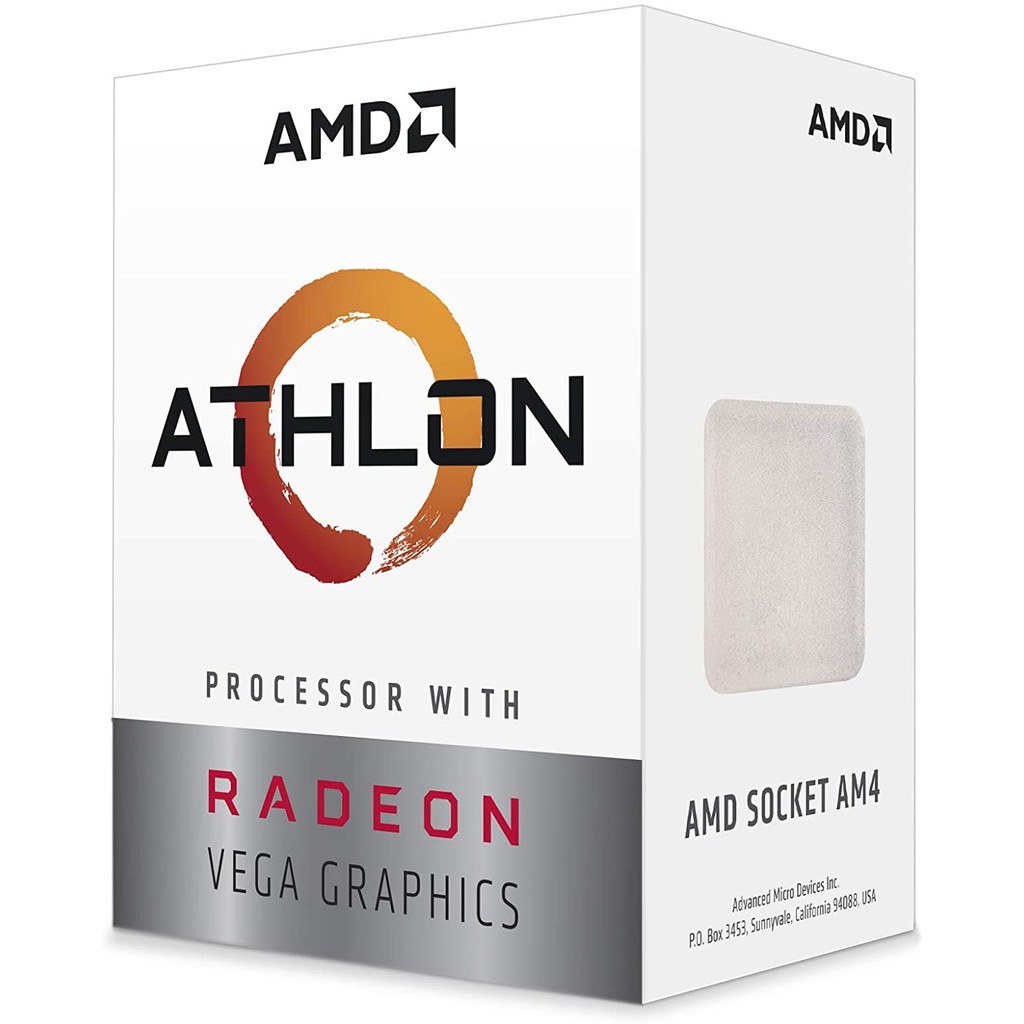 AMD
ATHLON
PROCESSOR WITH
RADEON
VEGA GRAPHICS
AMD
AMD SOCKET AM4
Advanced Micro Devices Inc.
P.O. Box 3453, Sunnyvale, California 94088, USA